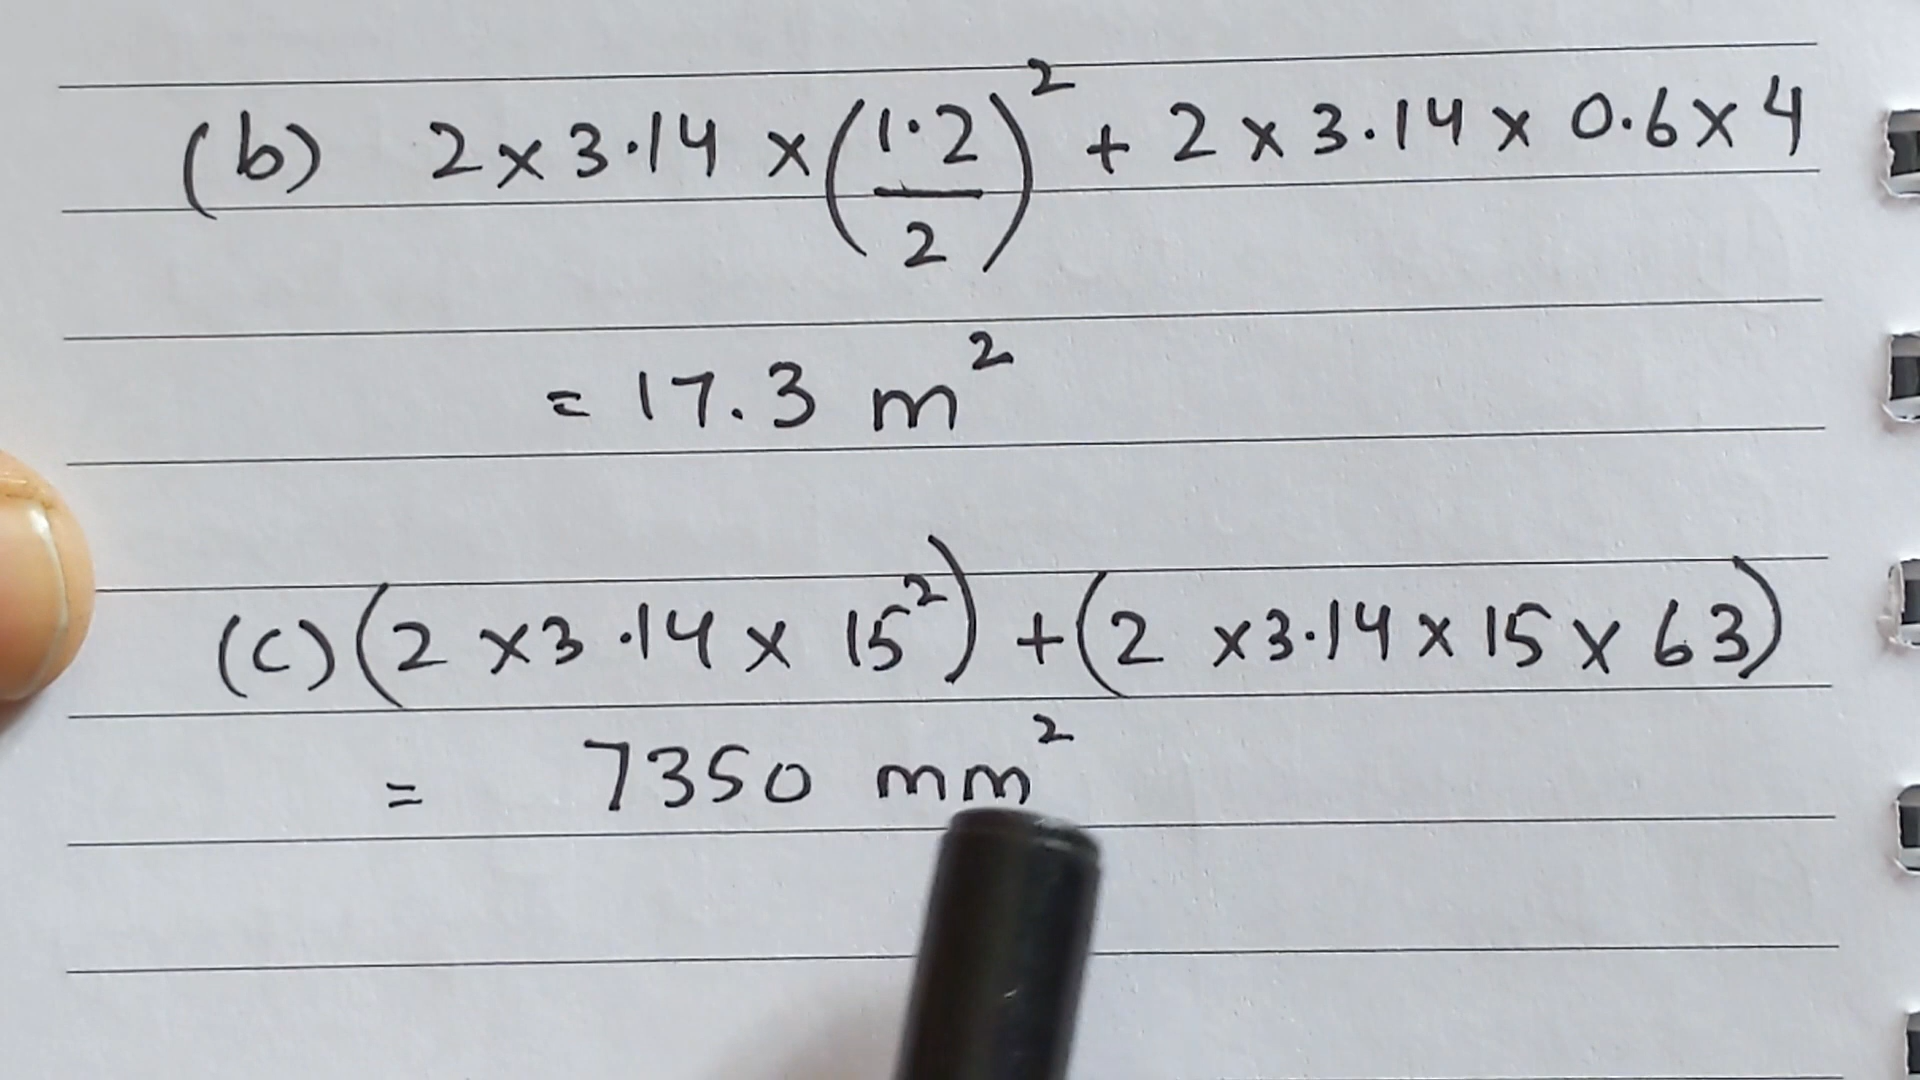 (b) 2 × 3.14 × (1.2/2)² + 2 × 3.14 × 0.6 × 4
= 17.3 m²
(c) (2 × 3.14 × 15²) + (2 × 3.14 × 15 × 63)
= 7350 mm²